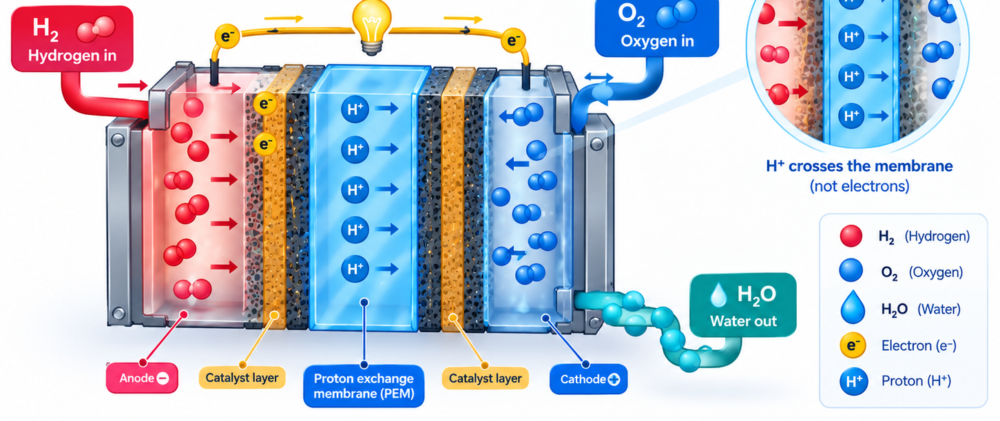 H₂
Hydrogen in
e⁻
e⁻
O₂
Oxygen in
e⁻
e⁻
H⁺
H⁺
H⁺
H⁺
H⁺
H⁺
H⁺
H⁺
H⁺
H⁺ crosses the membrane
(not electrons)
H₂ (Hydrogen)
O₂ (Oxygen)
H₂O (Water)
e⁻ Electron (e⁻)
H⁺ Proton (H⁺)
H₂O
Water out
Anode −
Catalyst layer
Proton exchange
membrane (PEM)
Catalyst layer
Cathode +